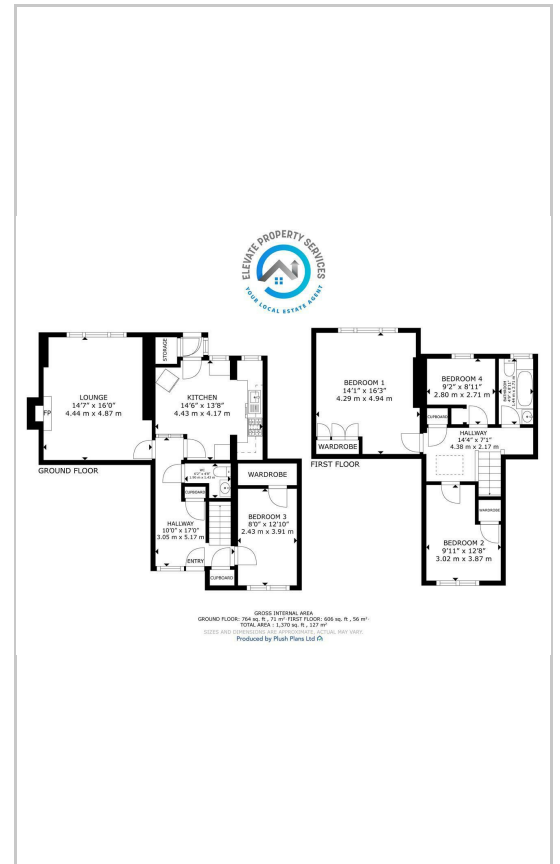 ELEVATE PROPERTY SERVICES
YOUR LOCAL ESTATE AGENT
STORAGE
LOUNGE
14'7" x 16'0"
4.44 m x 4.87 m
FP
KITCHEN
14'6" x 13'8"
4.43 m x 4.17 m
GROUND FLOOR
WC
CUPBOARD
HALLWAY
10'0" x 17'0"
3.05 m x 5.17 m
ENTRY
WARDROBE
BEDROOM 3
8'0" x 12'10"
2.43 m x 3.91 m
CUPBOARD
BEDROOM 1
14'1" x 16'3"
4.29 m x 4.94 m
WARDROBE
FIRST FLOOR
BEDROOM 4
9'2" x 8'11"
2.80 m x 2.71 m
BATHROOM
CUPBOARD
HALLWAY
14'4" x 7'1"
4.38 m x 2.17 m
WARDROBE
BEDROOM 2
9'11" x 12'8"
3.02 m x 3.87 m
GROSS INTERNAL AREA
GROUND FLOOR: 764 sq. ft, 71 m² FIRST FLOOR: 606 sq. ft, 56 m²
TOTAL AREA : 1,370 sq. ft, 127 m²
SIZES AND DIMENSIONS ARE APPROXIMATE, ACTUAL MAY VARY.
Produced by Plush Plans Ltd